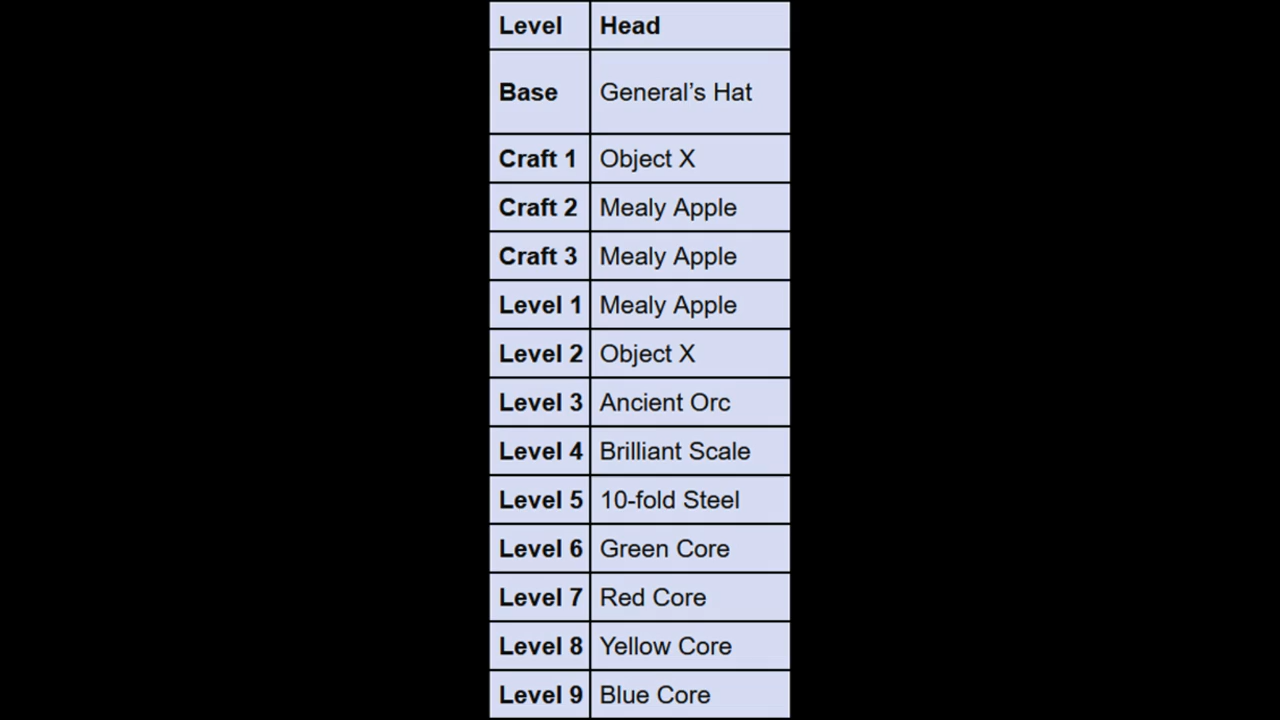 Level Head
Base General’s Hat
Craft 1 Object X
Craft 2 Mealy Apple
Craft 3 Mealy Apple
Level 1 Mealy Apple
Level 2 Object X
Level 3 Ancient Orc
Level 4 Brilliant Scale
Level 5 10-fold Steel
Level 6 Green Core
Level 7 Red Core
Level 8 Yellow Core
Level 9 Blue Core